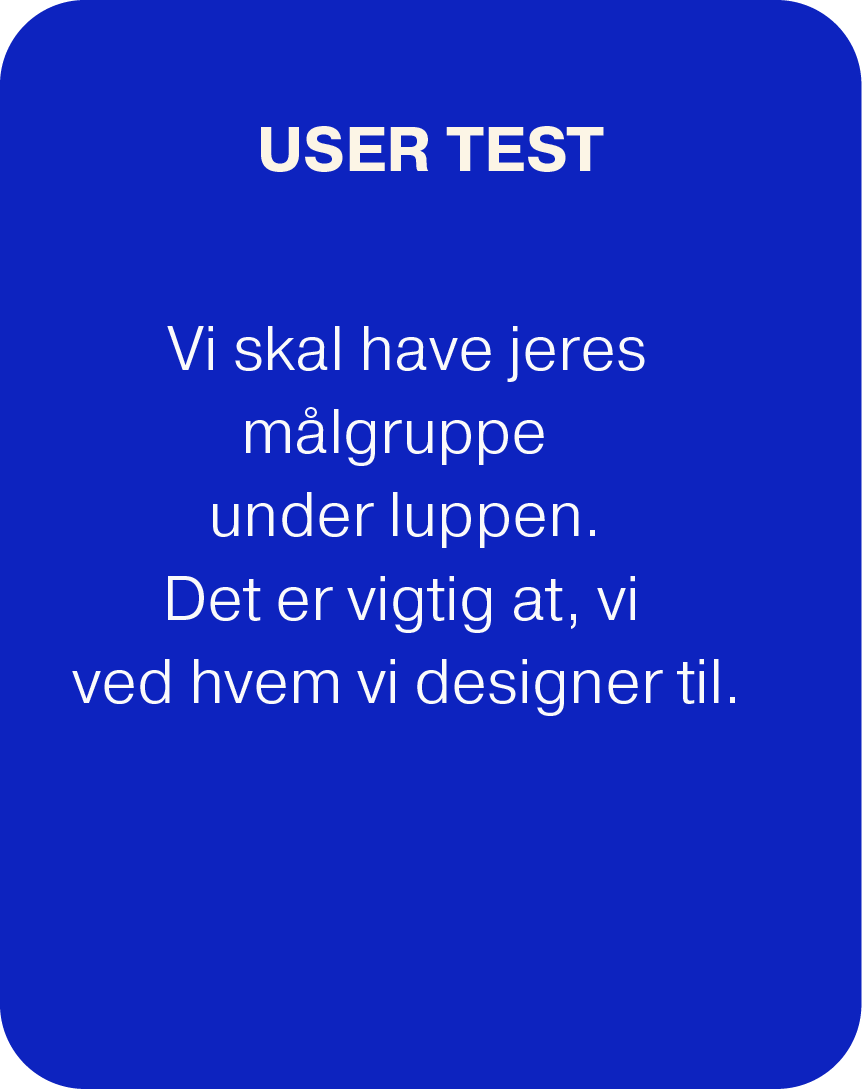 USER TEST
Vi skal have jeres
målgruppe
under luppen.
Det er vigtig at, vi
ved hvem vi designer til.